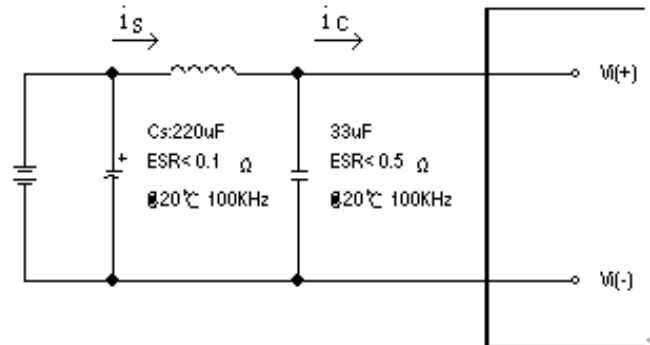 iS
iC
Vi(+)
Cs:220uF
ESR<0.1 Ω
@20℃ 100KHz
33uF
ESR<0.5 Ω
@20℃ 100KHz
+
Vi(-)